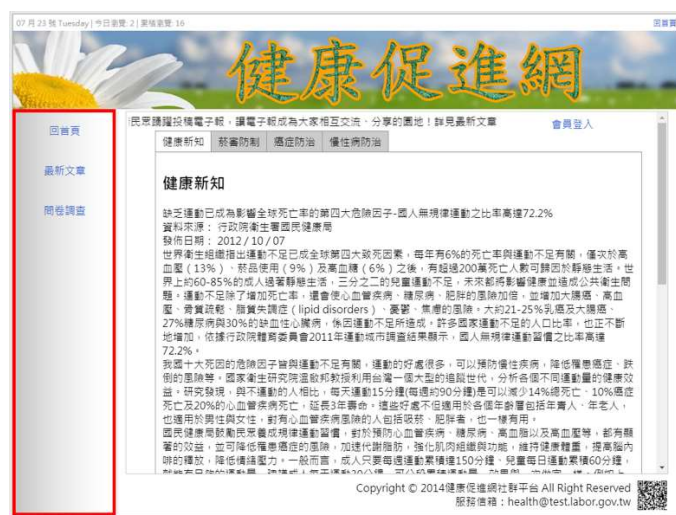 07 月 23 號 Tuesday | 今日瀏覽: 2 | 累積瀏覽: 16
回首頁
健康促進網
回首頁
最新文章
問卷調查
民眾踴躍投稿電子報，讓電子報成為大家相互交流、分享的園地！詳見最新文章
會員登入
健康新知 菸害防制 癌症防治 慢性病防治
健康新知
缺乏運動已成為影響全球死亡率的第四大危險因子-國人無規律運動之比率高達72.2%
資料來源： 行政院衛生署國民健康局
發佈日期： 2012 / 10 / 07
世界衛生組織指出運動不足已成全球第四大致死因素，每年有6%的死亡率與運動不足有關，僅次於高
血壓（13%）、菸品使用（9%）及高血糖（6%）之後，有超過200萬死亡人數可歸因於靜態生活。世
界上約60-85%的成人過著靜態生活，三分之二的兒童運動不足，未來都將影響健康並造成公共衛生問
題。運動不足除了增加死亡率，還會使心血管疾病、糖尿病、肥胖的風險加倍，並增加大腸癌、高血
壓、骨質疏鬆、脂質失調症（lipid disorders）、憂鬱、焦慮的風險。大約21-25%乳癌及大腸癌、
27%糖尿病與30%的缺血性心臟病，係因運動不足所造成。許多國家運動不足的人口比率，也正不斷
地增加，依據行政院體育委員會2011年運動城市調查結果顯示，國人無規律運動習慣之比率高達
72.2%。
我國十大死因的危險因子皆與運動不足有關，運動的好處很多，可以預防慢性疾病，降低罹患癌症、跌
倒的風險等。國家衛生研究院溫啟邦教授利用台灣一個大型的追蹤世代，分析各個不同運動量的健康效
益。研究發現，與不運動的人相比，每天運動15分鐘(每週約90分鐘)是可以減少14%總死亡、10%癌症
死亡及20%的心血管疾病死亡，延長3年壽命。這些好處不但適用於各個年齡層包括年青人、年老人，
也適用於男性與女性，對有心血管疾病風險的人包括吸菸、肥胖者，也一樣有用。
國民健康局鼓勵民眾養成規律運動習慣，對於預防心血管疾病、糖尿病、高血脂以及高血壓等，都有顯
著的效益，並可降低罹患癌症的風險，加速代謝脂肪，強化肌肉組織與功能，維持健康體重，提高腦內
啡的釋放，降低情緒壓力。一般而言，成人只要每週運動累積達150分鐘、兒童每日運動累積60分鐘，
Copyright © 2014健康促進網社群平台 All Right Reserved
服務信箱：health@test.labor.gov.tw